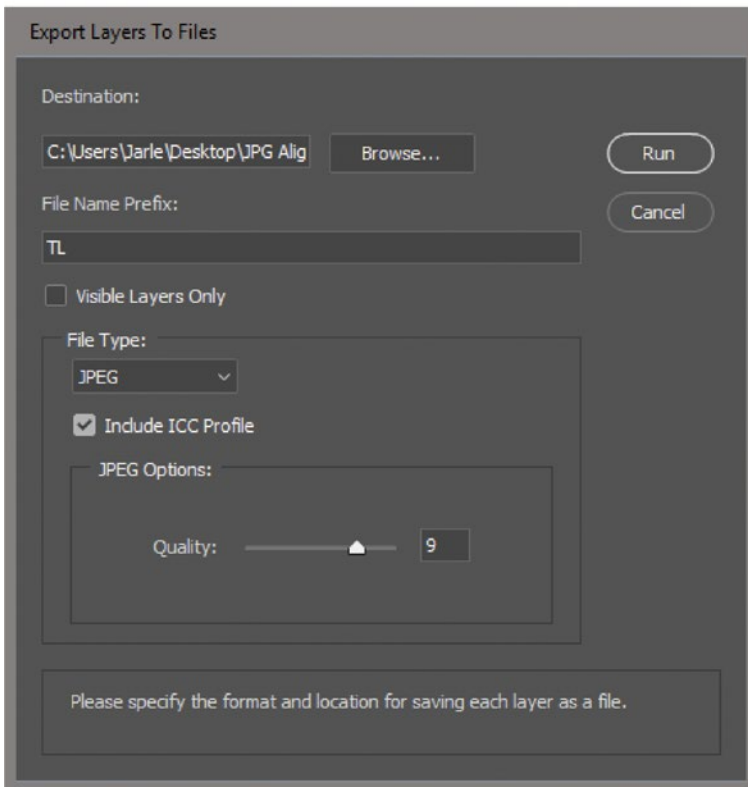 Export Layers To Files
Destination:
C:\Users\Jarle\Desktop\JPG Alig
Browse...
Run
File Name Prefix:
Cancel
TL
Visible Layers Only
File Type:
JPEG
Include ICC Profile
JPEG Options:
Quality:
9
Please specify the format and location for saving each layer as a file.